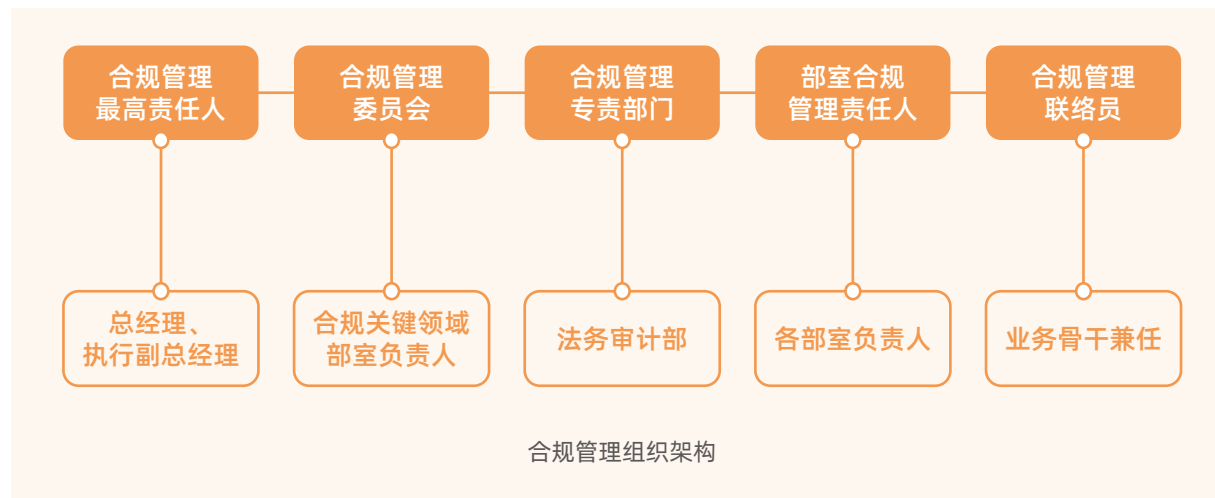 合规管理
最高责任人
合规管理
委员会
合规管理
专责部门
部室合规
管理责任人
合规管理
联络员
总经理、
执行副总经理
合规关键领域
部室负责人
法务审计部
各部室负责人
业务骨干兼任
合规管理组织架构